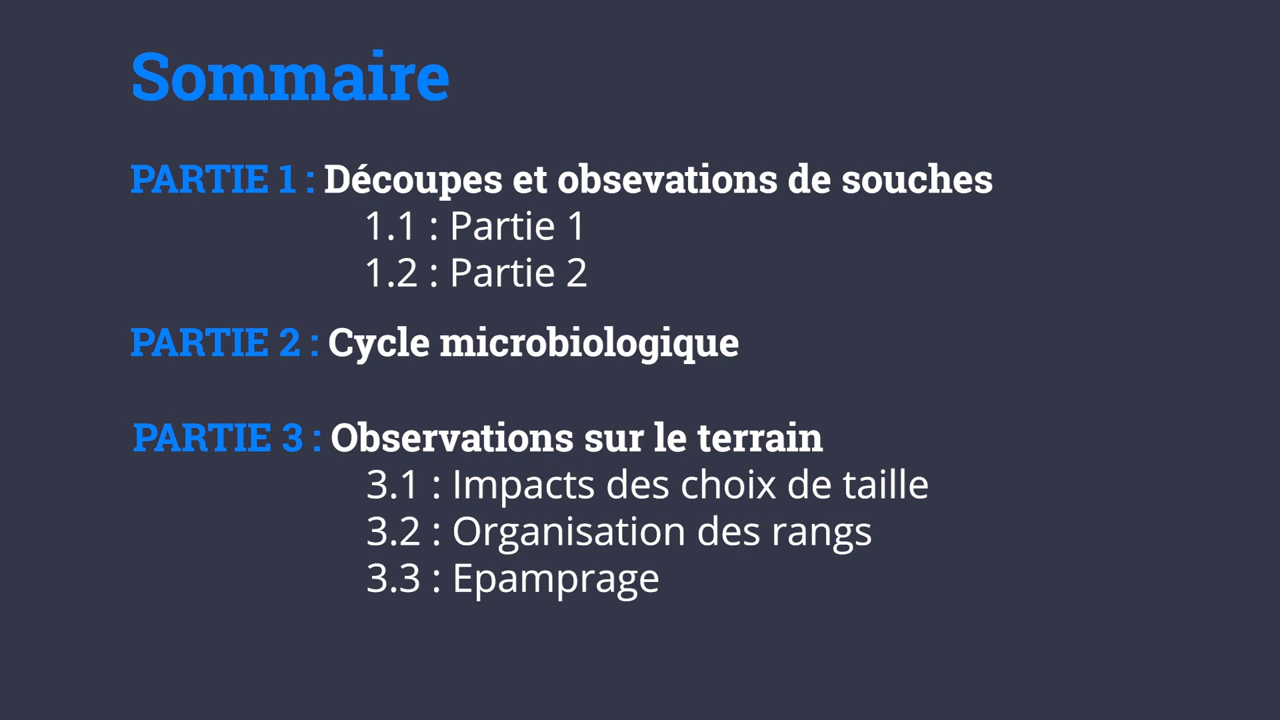 Sommaire
PARTIE 1 : Découpes et obsevations de souches
1.1 : Partie 1
1.2 : Partie 2
PARTIE 2 : Cycle microbiologique
PARTIE 3 : Observations sur le terrain
3.1 : Impacts des choix de taille
3.2 : Organisation des rangs
3.3 : Epamprage